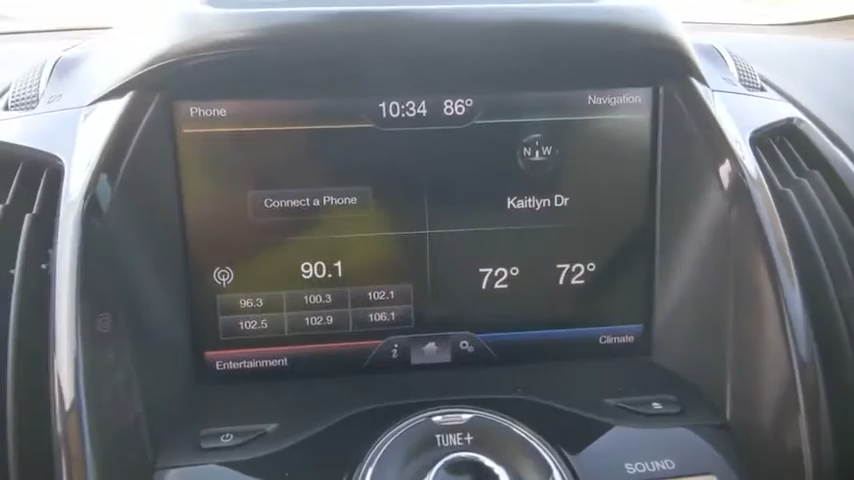 Phone 10:34 86° Navigation
N W
Connect a Phone
Kaitlyn Dr
90.1
72° 72°
96.3 100.3 102.1
102.5 102.9 106.1
i
Entertainment Climate
TUNE+
SOUND